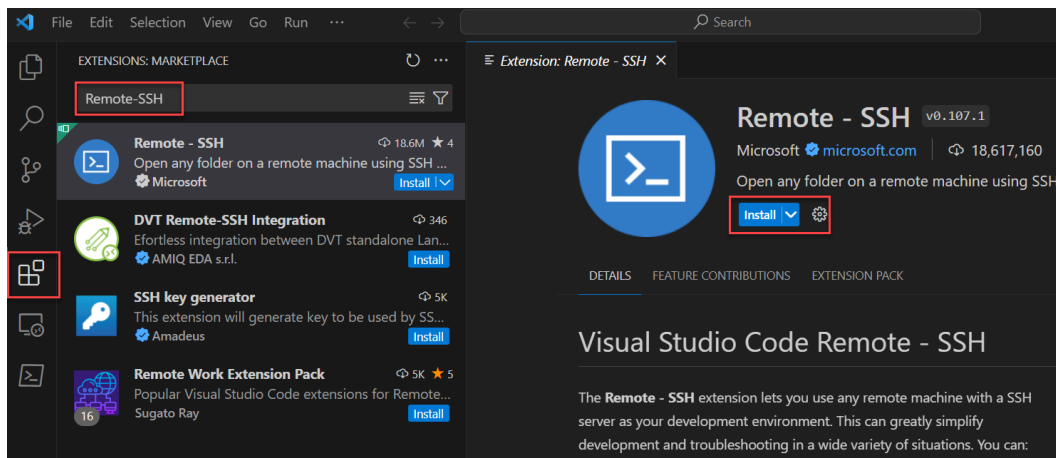 File Edit Selection View Go Run ··· ← → Search
EXTENSIONS: MARKETPLACE
Remote-SSH
Remote - SSH 18.6M ★ 4
Open any folder on a remote machine using SSH ...
Microsoft Install
DVT Remote-SSH Integration 346
Efortless integration between DVT standalone Lan...
AMIQ EDA s.r.l. Install
SSH key generator 5K
This extension will generate key to be used by SS...
Amadeus Install
Remote Work Extension Pack 5K ★ 5
Popular Visual Studio Code extensions for Remote...
16 Sugato Ray Install
Extension: Remote - SSH ×
Remote - SSH v0.107.1
Microsoft microsoft.com | 18,617,160
Open any folder on a remote machine using SSH
Install
DETAILS FEATURE CONTRIBUTIONS EXTENSION PACK
Visual Studio Code Remote - SSH
The Remote - SSH extension lets you use any remote machine with a SSH
server as your development environment. This can greatly simplify
development and troubleshooting in a wide variety of situations. You can: